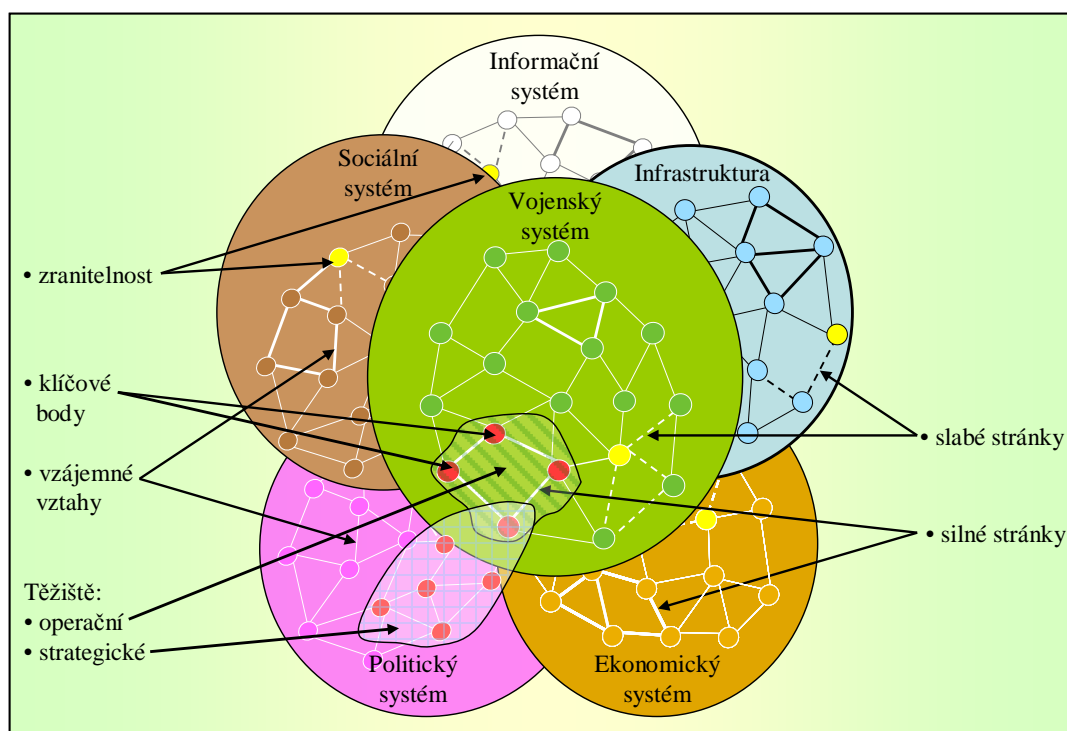 Informační
systém
Sociální
systém
Infrastruktura
Vojenský
systém
• zranitelnost
• klíčové
body
• slabé stránky
• vzájemné
vztahy
• silné stránky
Těžiště:
• operační
• strategické
Politický
systém
Ekonomický
systém